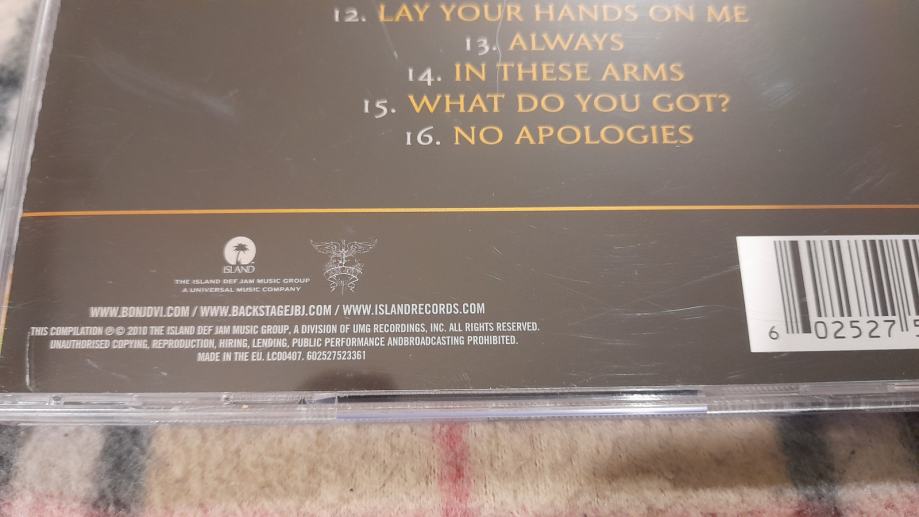 12. LAY YOUR HANDS ON ME
13. ALWAYS
14. IN THESE ARMS
15. WHAT DO YOU GOT?
16. NO APOLOGIES
ISLAND
THE ISLAND DEF JAM MUSIC GROUP
A UNIVERSAL MUSIC COMPANY
WWW.BONJOVI.COM / WWW.BACKSTAGEJBJ.COM / WWW.ISLANDRECORDS.COM
THIS COMPILATION ℗ © 2010 THE ISLAND DEF JAM MUSIC GROUP, A DIVISION OF UMG RECORDINGS, INC. ALL RIGHTS RESERVED.
UNAUTHORISED COPYING, REPRODUCTION, HIRING, LENDING, PUBLIC PERFORMANCE ANDBROADCASTING PROHIBITED.
MADE IN THE EU. LC00407. 602527523361
6 02527 5